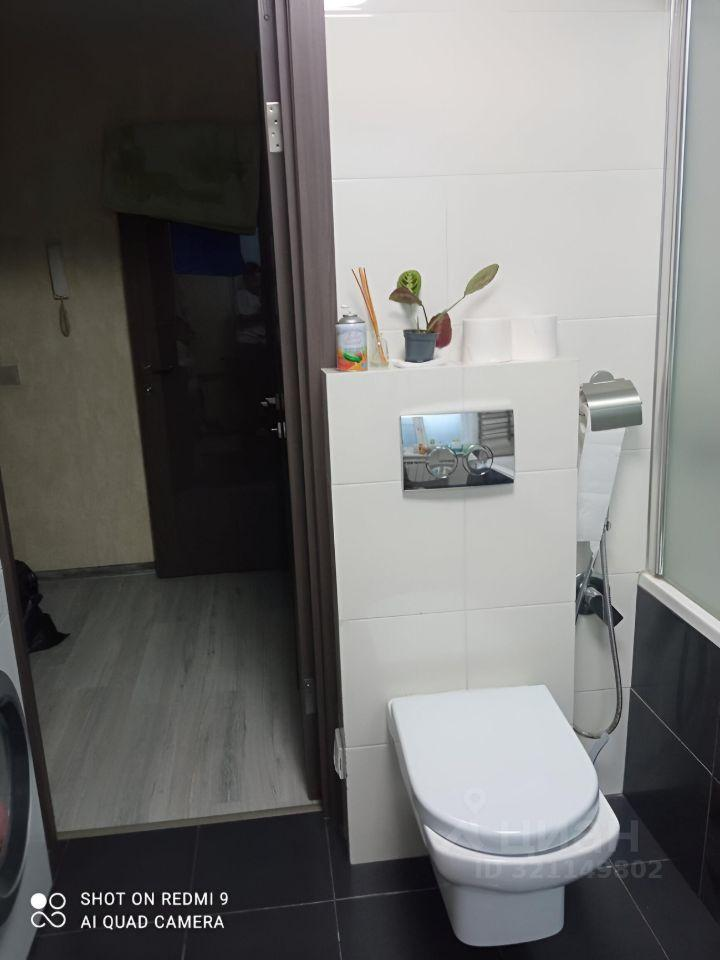 ЦИАН
ID 321149802
SHOT ON REDMI 9
AI QUAD CAMERA